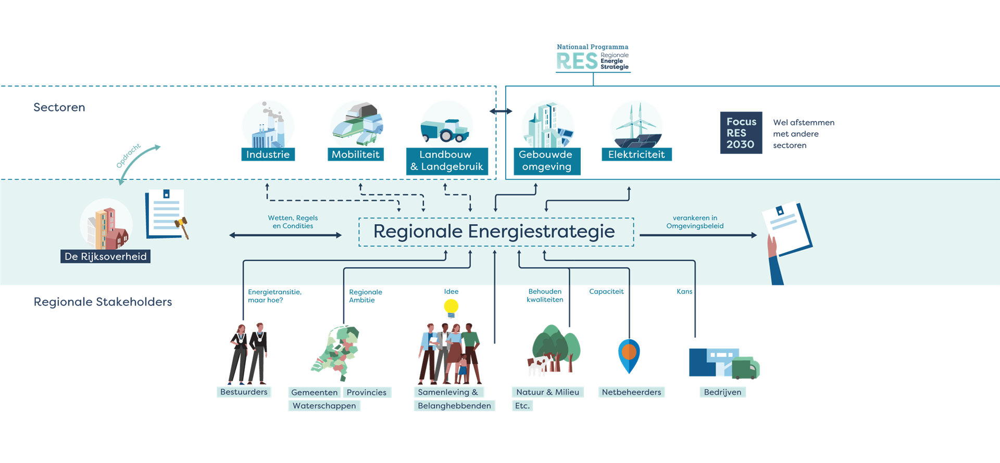 Nationaal Programma
RES
Regionale
Energie
Strategie
Sectoren
Industrie
Mobiliteit
Landbouw
& Landgebruik
Gebouwde
omgeving
Elektriciteit
Focus
RES
2030
Wel afstemmen
met andere
sectoren
Opdracht
De Rijksoverheid
Wetten, Regels
en Condities
Regionale Energiestrategie
verankeren in
Omgevingsbeleid
Regionale Stakeholders
Energietransitie,
maar hoe?
Regionale
Ambitie
Idee
Behouden
kwaliteiten
Capaciteit
Kans
Bestuurders
Gemeenten
Provincies
Waterschappen
Samenleving &
Belanghebbenden
Natuur & Milieu
Etc.
Netbeheerders
Bedrijven